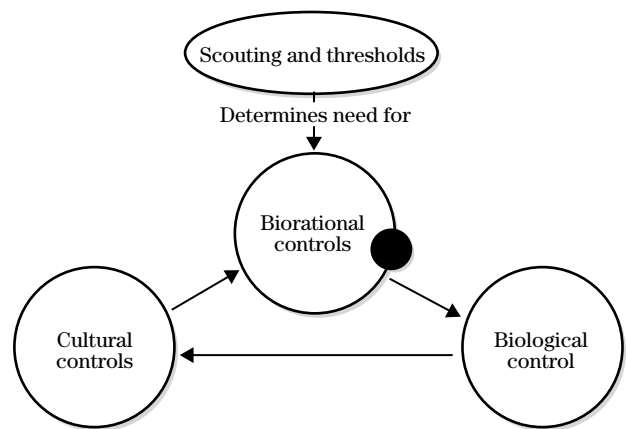 Scouting and thresholds
Determines need for
Biorational
controls
Cultural
controls
Biological
control